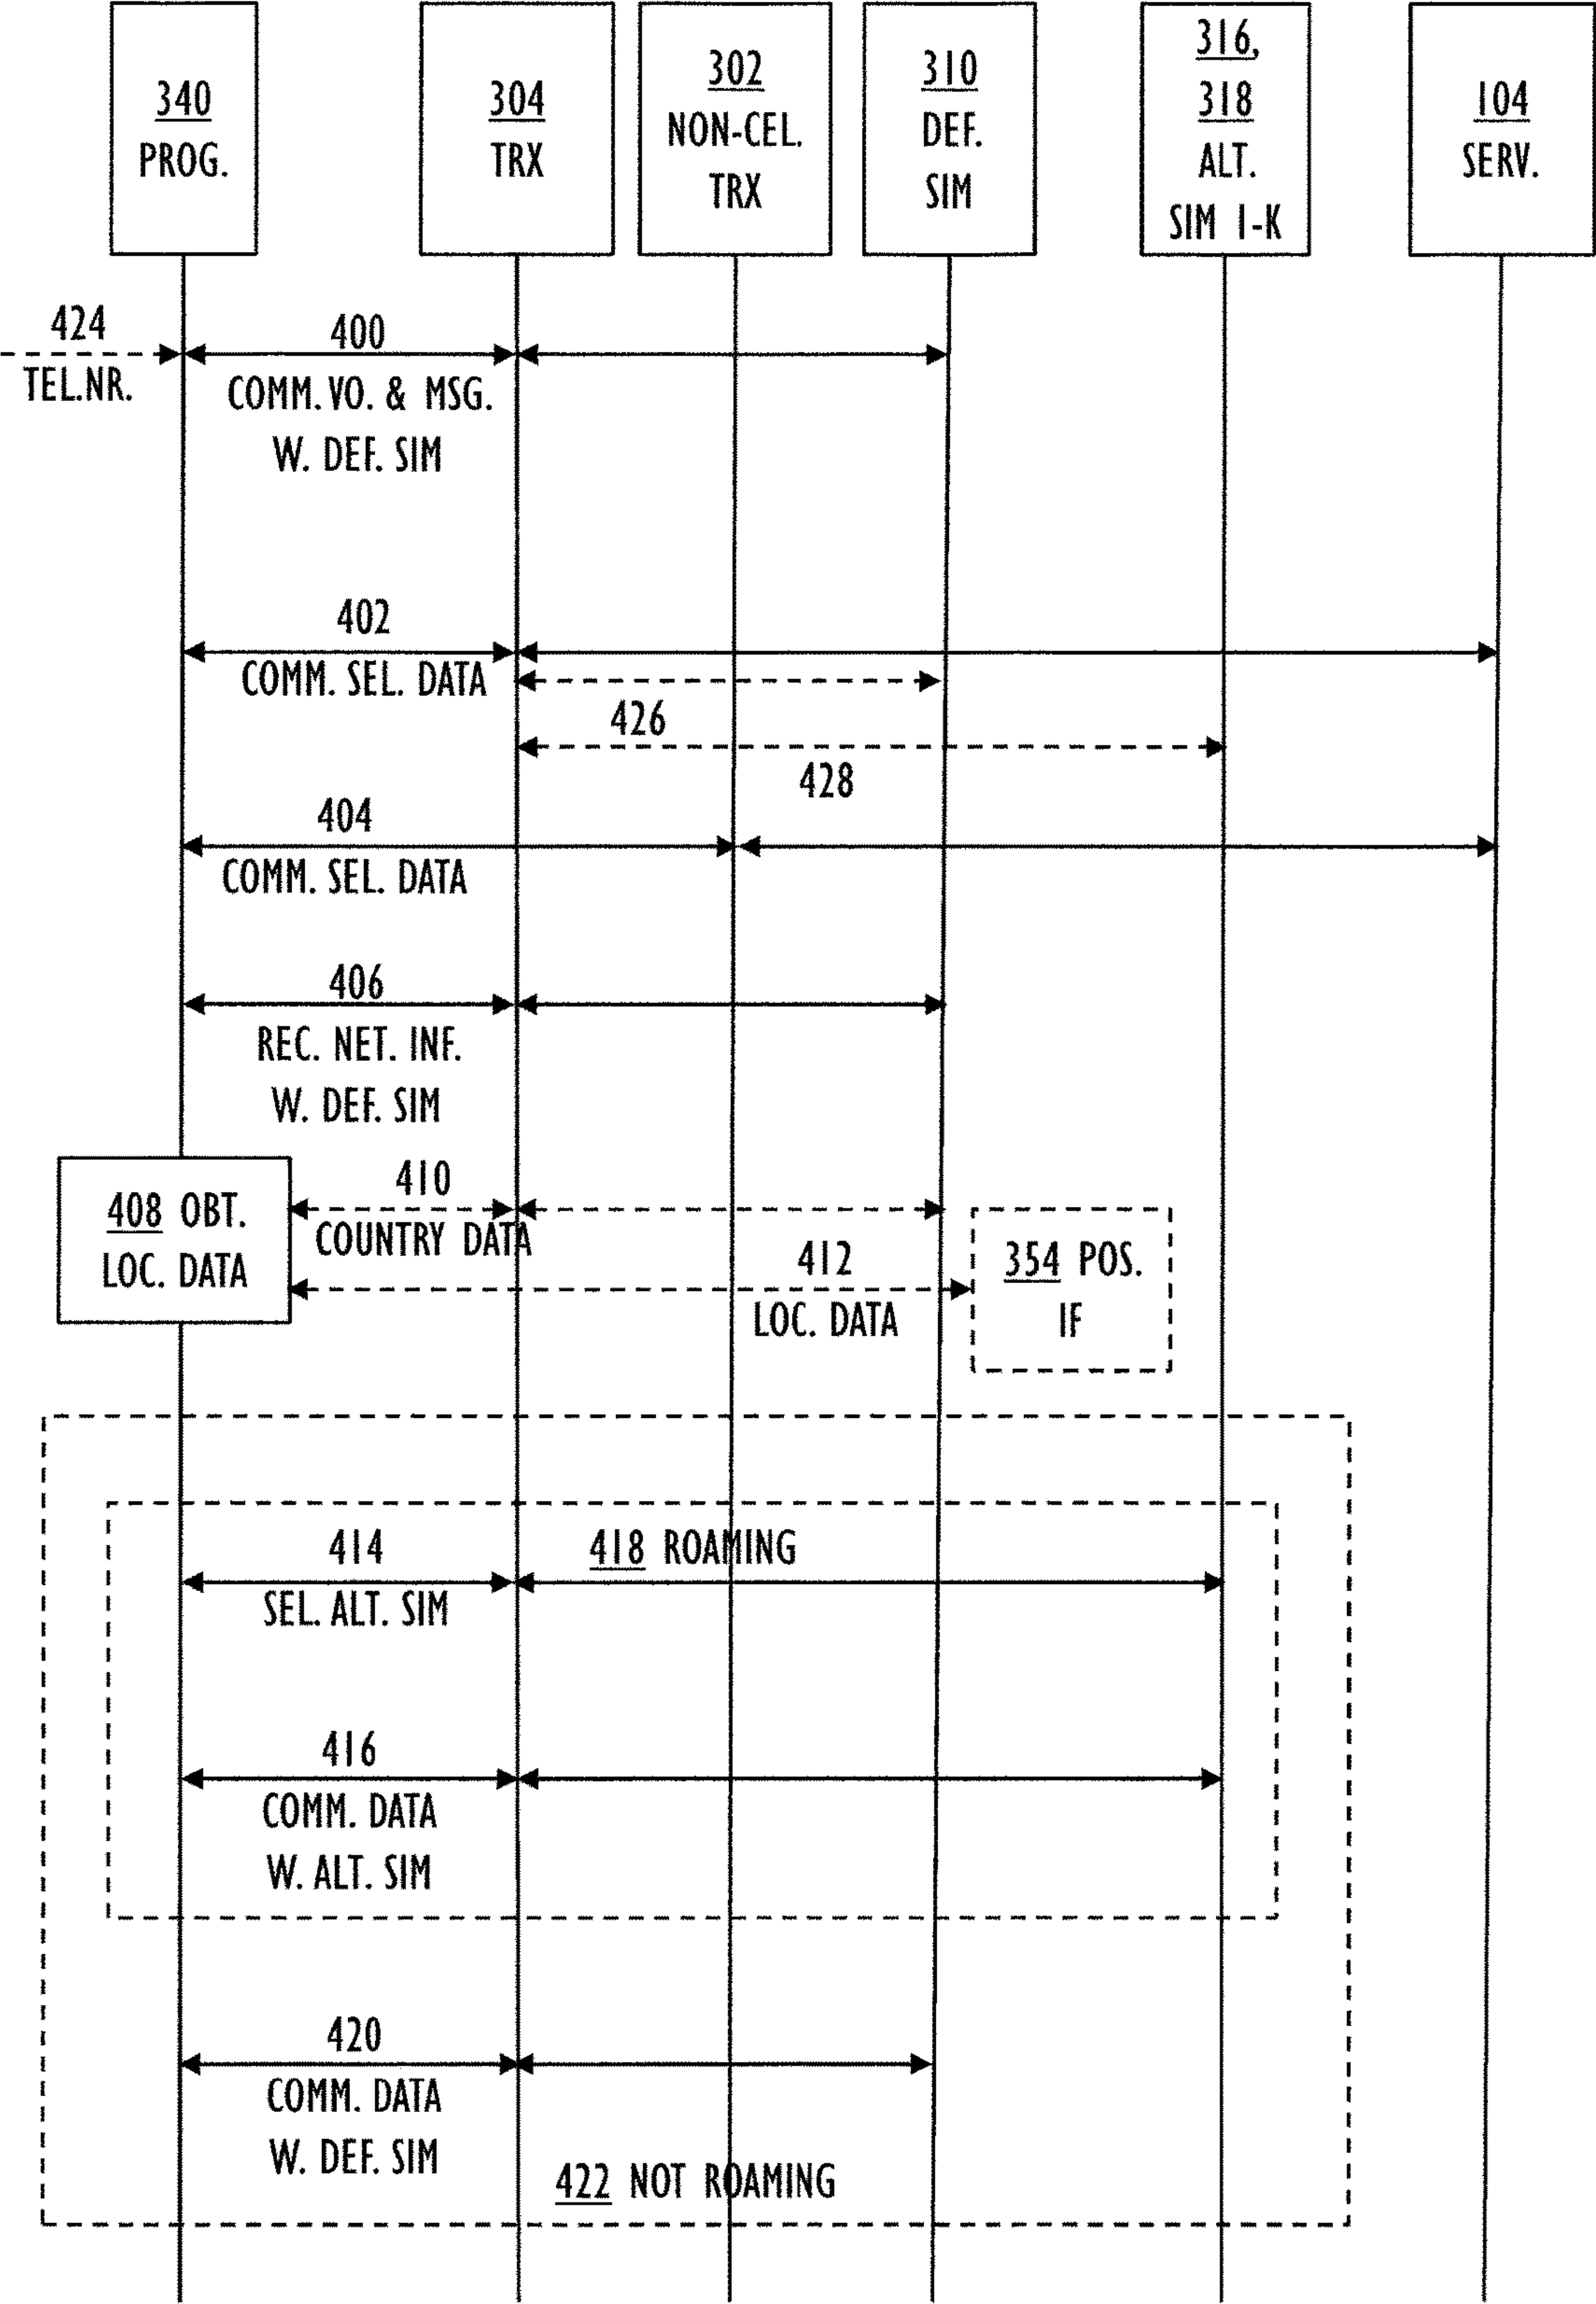 340
PROG.
304
TRX
302
NON-CEL.
TRX
310
DEF.
SIM
316,
318
ALT.
SIM 1-K
104
SERV.
424
TEL.NR.
400
COMM. VO. & MSG.
W. DEF. SIM
402
COMM. SEL. DATA
426
428
404
COMM. SEL. DATA
406
REC. NET. INF.
W. DEF. SIM
408 OBT.
LOC. DATA
410
COUNTRY DATA
412
LOC. DATA
354 POS.
IF
414
SEL. ALT. SIM
418 ROAMING
416
COMM. DATA
W. ALT. SIM
420
COMM. DATA
W. DEF. SIM
422 NOT ROAMING